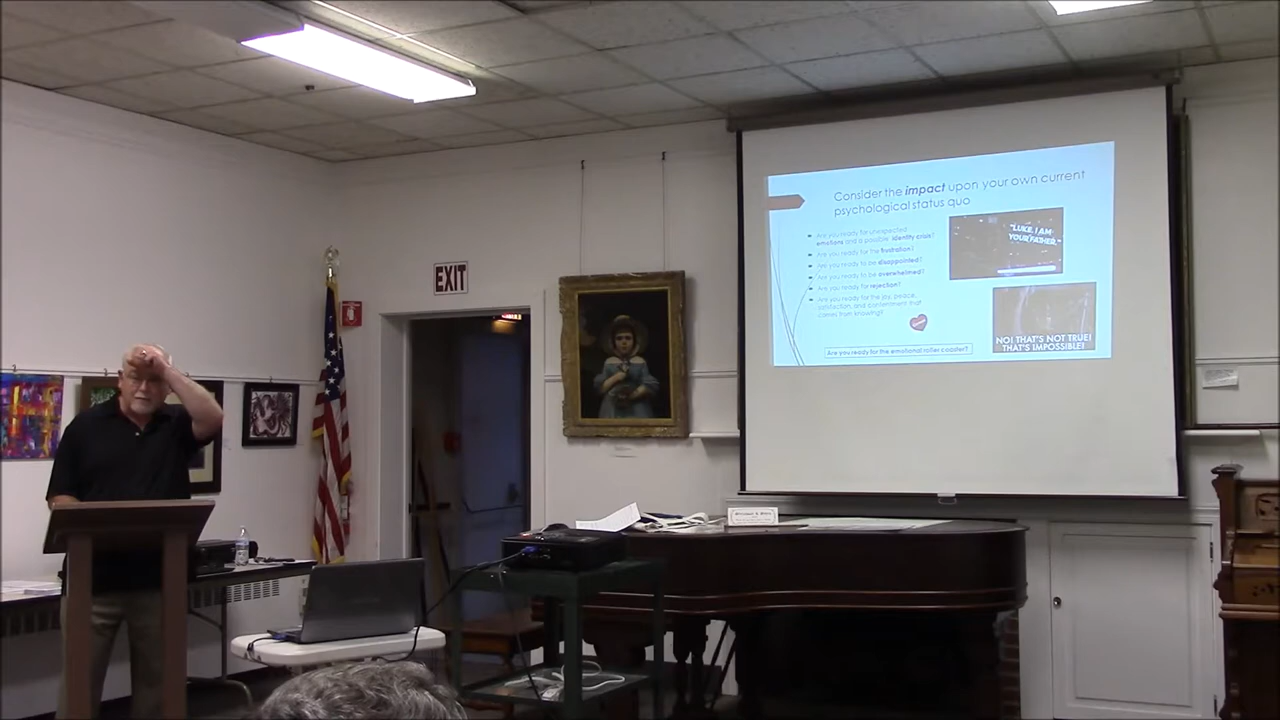 EXIT
Consider the impact upon your own current
psychological status quo
Are you ready for unexpected
emotions and a possible identity crisis?
Are you ready for the frustration?
Are you ready to be disappointed?
Are you ready to be overwhelmed?
Are you ready for rejection?
Are you ready for the joy, peace,
satisfaction, and contentment that
comes from knowing?
Are you ready for the emotional roller coaster?
"LUKE, I AM
YOUR FATHER."
NO! THAT'S NOT TRUE!
THAT'S IMPOSSIBLE!